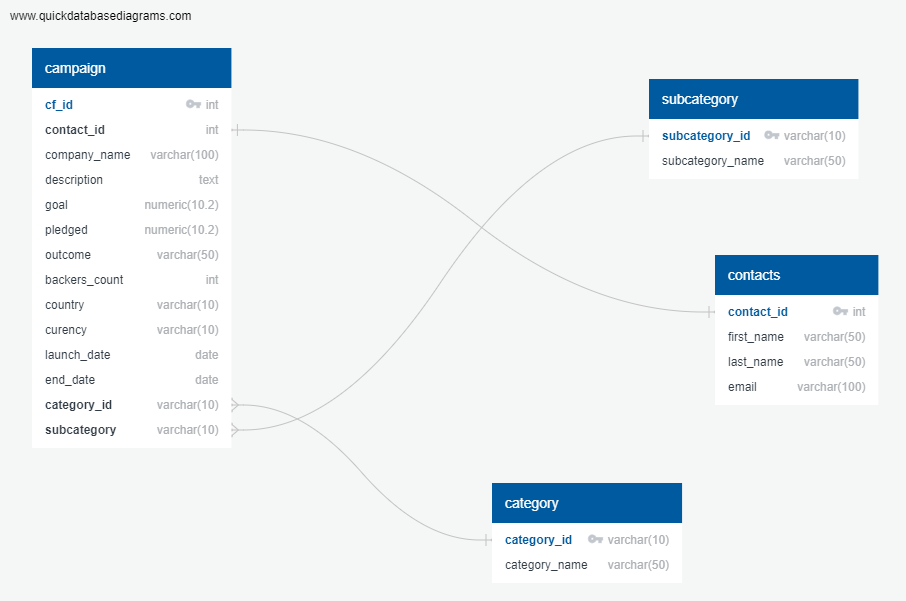 www.quickdatabasediagrams.com
campaign
cf_id int
contact_id int
company_name varchar(100)
description text
goal numeric(10.2)
pledged numeric(10.2)
outcome varchar(50)
backers_count int
country varchar(10)
curency varchar(10)
launch_date date
end_date date
category_id varchar(10)
subcategory varchar(10)
subcategory
subcategory_id varchar(10)
subcategory_name varchar(50)
contacts
contact_id int
first_name varchar(50)
last_name varchar(50)
email varchar(100)
category
category_id varchar(10)
category_name varchar(50)